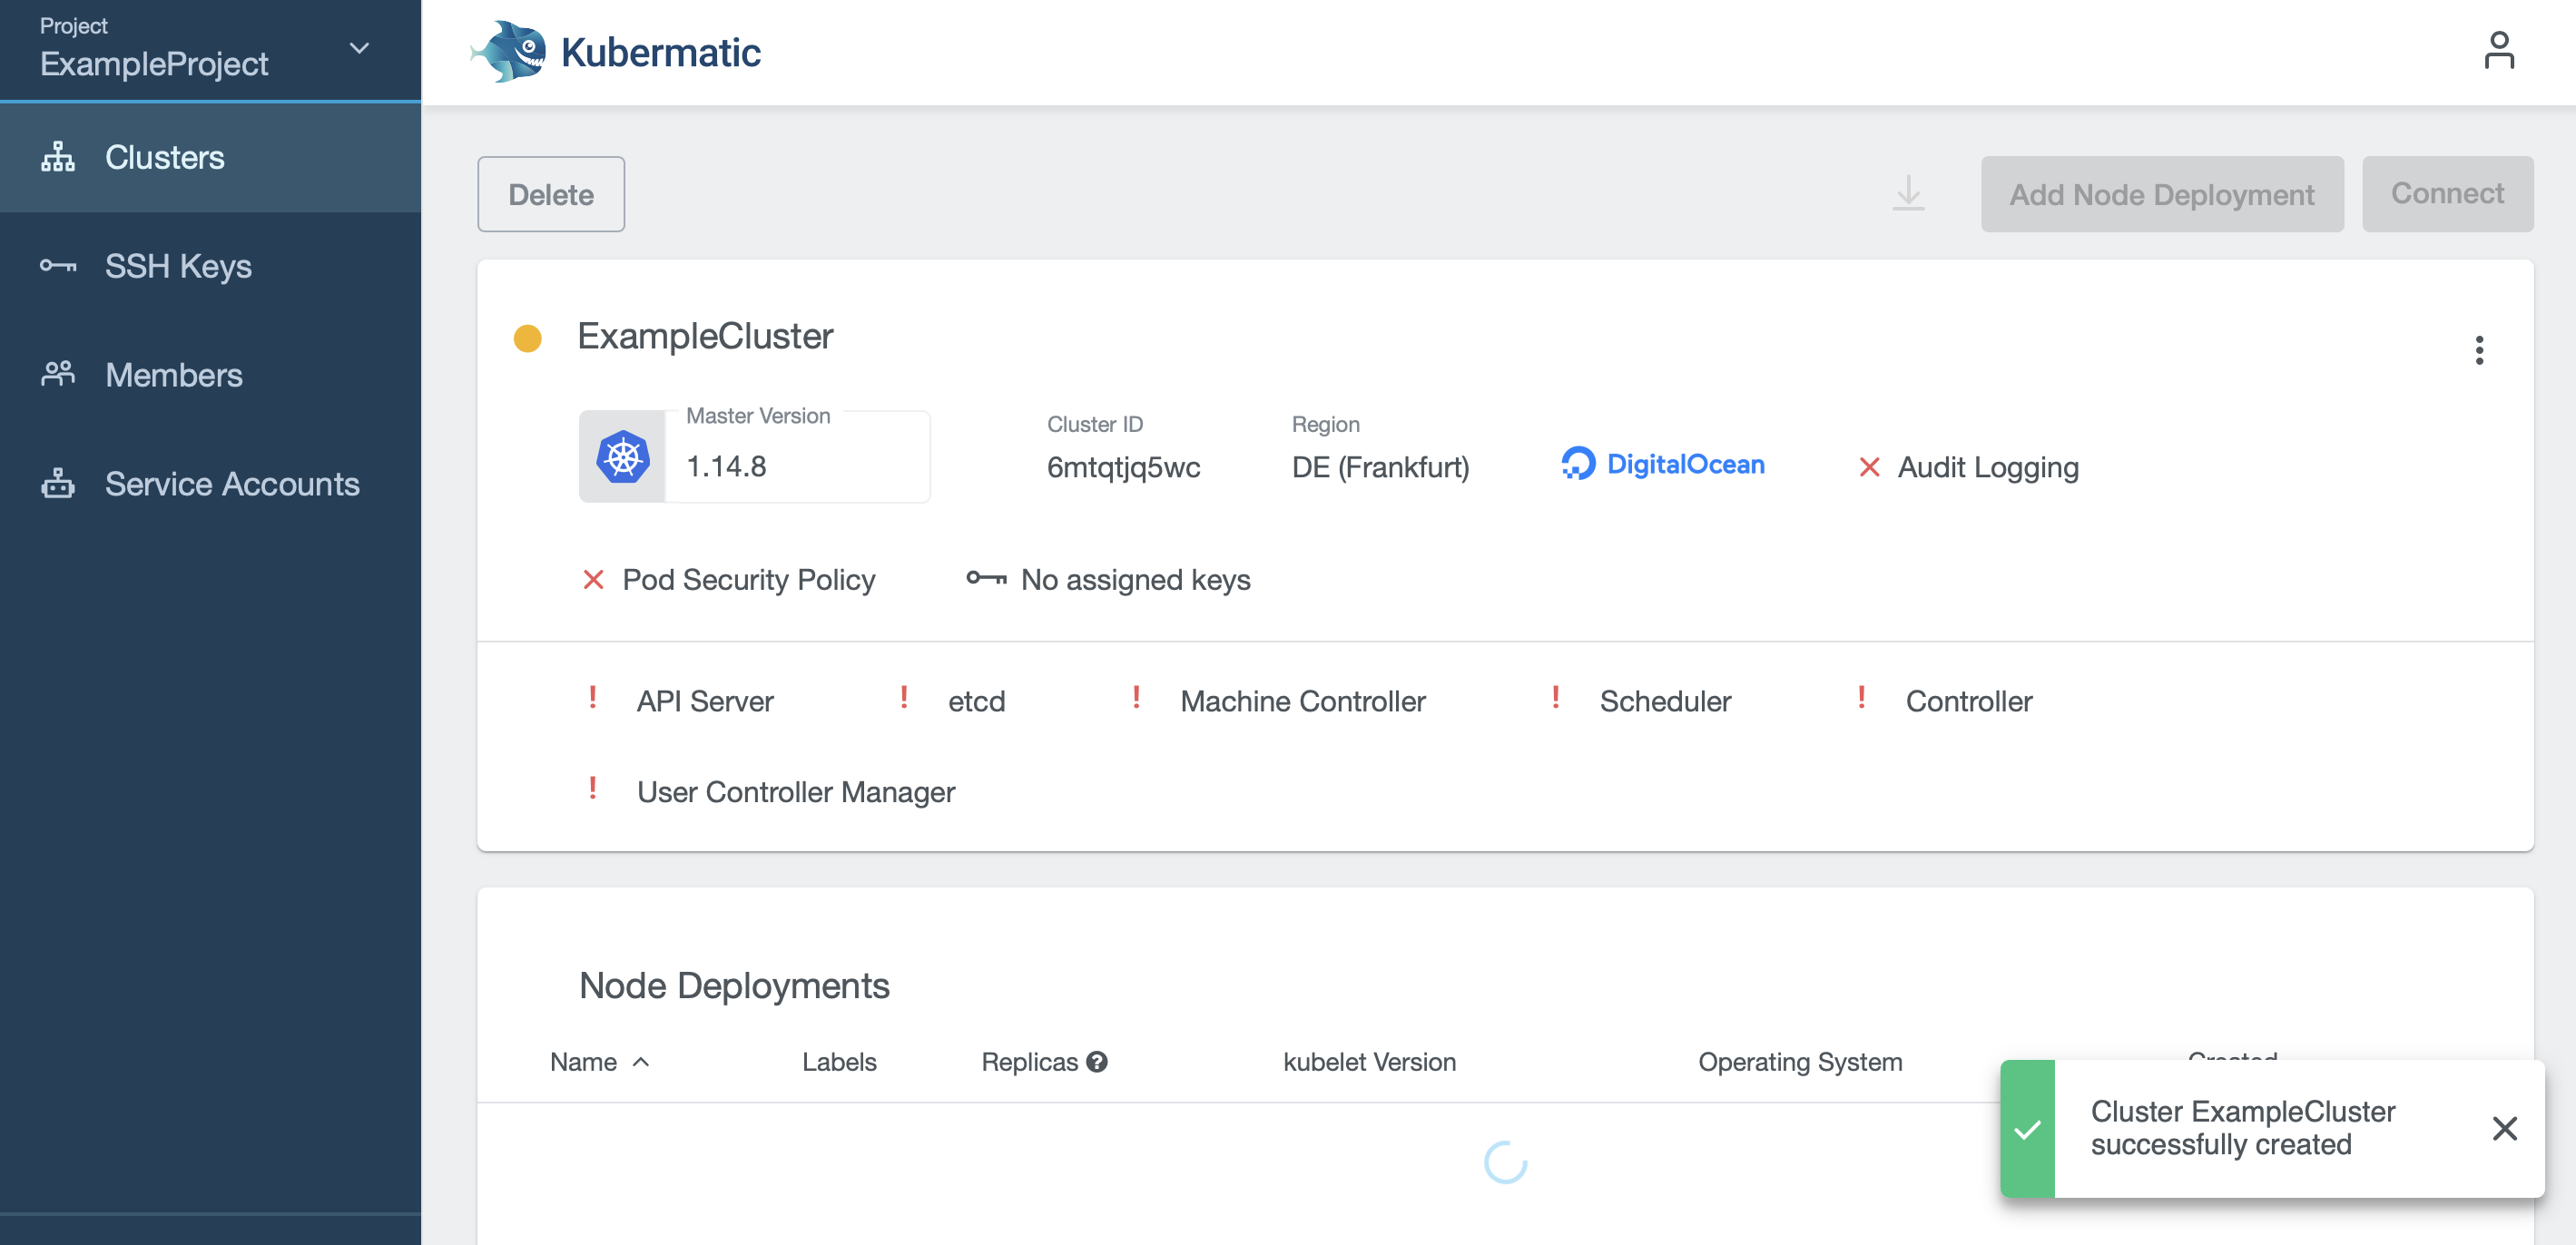 Project
ExampleProject
Kubermatic
Clusters
SSH Keys
Members
Service Accounts
Delete
Add Node Deployment
Connect
ExampleCluster
Master Version
1.14.8
Cluster ID
6mtqtjq5wc
Region
DE (Frankfurt)
DigitalOcean
Audit Logging
Pod Security Policy
No assigned keys
! API Server
! etcd
! Machine Controller
! Scheduler
! Controller
! User Controller Manager
Node Deployments
Name
Labels
Replicas ?
kubelet Version
Operating System
Created
Cluster ExampleCluster
successfully created